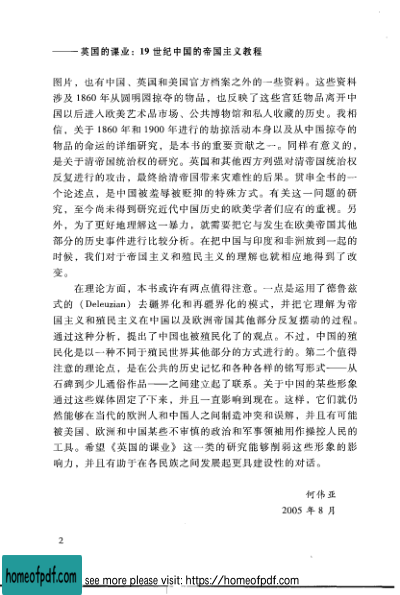 ———英国的课业：19 世纪中国的帝国主义教程
图片，也有中国、英国和美国官方档案之外的一些资料。这些资料
涉及 1860 年从圆明园掠夺的物品，也反映了这些宫廷物品离开中
国以后进入欧美艺术品市场、公共博物馆和私人收藏的历史。我相
信，关于 1860 年和 1900 年进行的劫掠活动本身以及从中国掠夺的
物品的命运的详细研究，是本书的重要贡献之一。同样有意义的，
是关于清帝国统治权的研究。英国和其他西方列强对清帝国统治权
反复进行的攻击，最终给清帝国带来灾难性的后果。贯串全书的一
个论述点，是中国被羞辱被贬抑的特殊方式。有关这一问题的研
究，至今尚未得到研究近代中国历史的欧美学者们应有的重视。另
外，为了更好地理解这一暴力，就需要把它与发生在欧美帝国其他
部分的历史事件进行比较分析。在把中国与印度和非洲放到一起的
时候，我们对于帝国主义和殖民主义的理解也就相应地得到了改
变。
在理论方面，本书或许有两点值得注意。一点是运用了德鲁兹
式的（Deleuzian）去疆界化和再疆界化的模式，并把它理解为帝
国主义和殖民主义在中国以及欧洲帝国其他部分反复摆动的过程。
通过这种分析，提出了中国也被殖民化了的观点。不过，中国的殖
民化是以一种不同于殖民世界其他部分的方式进行的。第二个值得
注意的理论点，是在公共的历史记忆和各种各样的铭写形式——从
石碑到少儿通俗作品——之间建立起了联系。关于中国的某些形象
通过这些媒体固定了下来，并且一直影响到现在。这样，它们就仍
然能够在当代的欧洲人和中国人之间制造冲突和误解，并且有可能
被美国、欧洲和中国某些不审慎的政治和军事领袖用作操控人民的
工具。希望《英国的课业》这一类的研究能够削弱这些形象的影
响力，并且有助于在各民族之间发展起更具建设性的对话。
何伟亚
2005 年 8 月
2
homeofpdf.com
see more please visit: https://homeofpdf.com